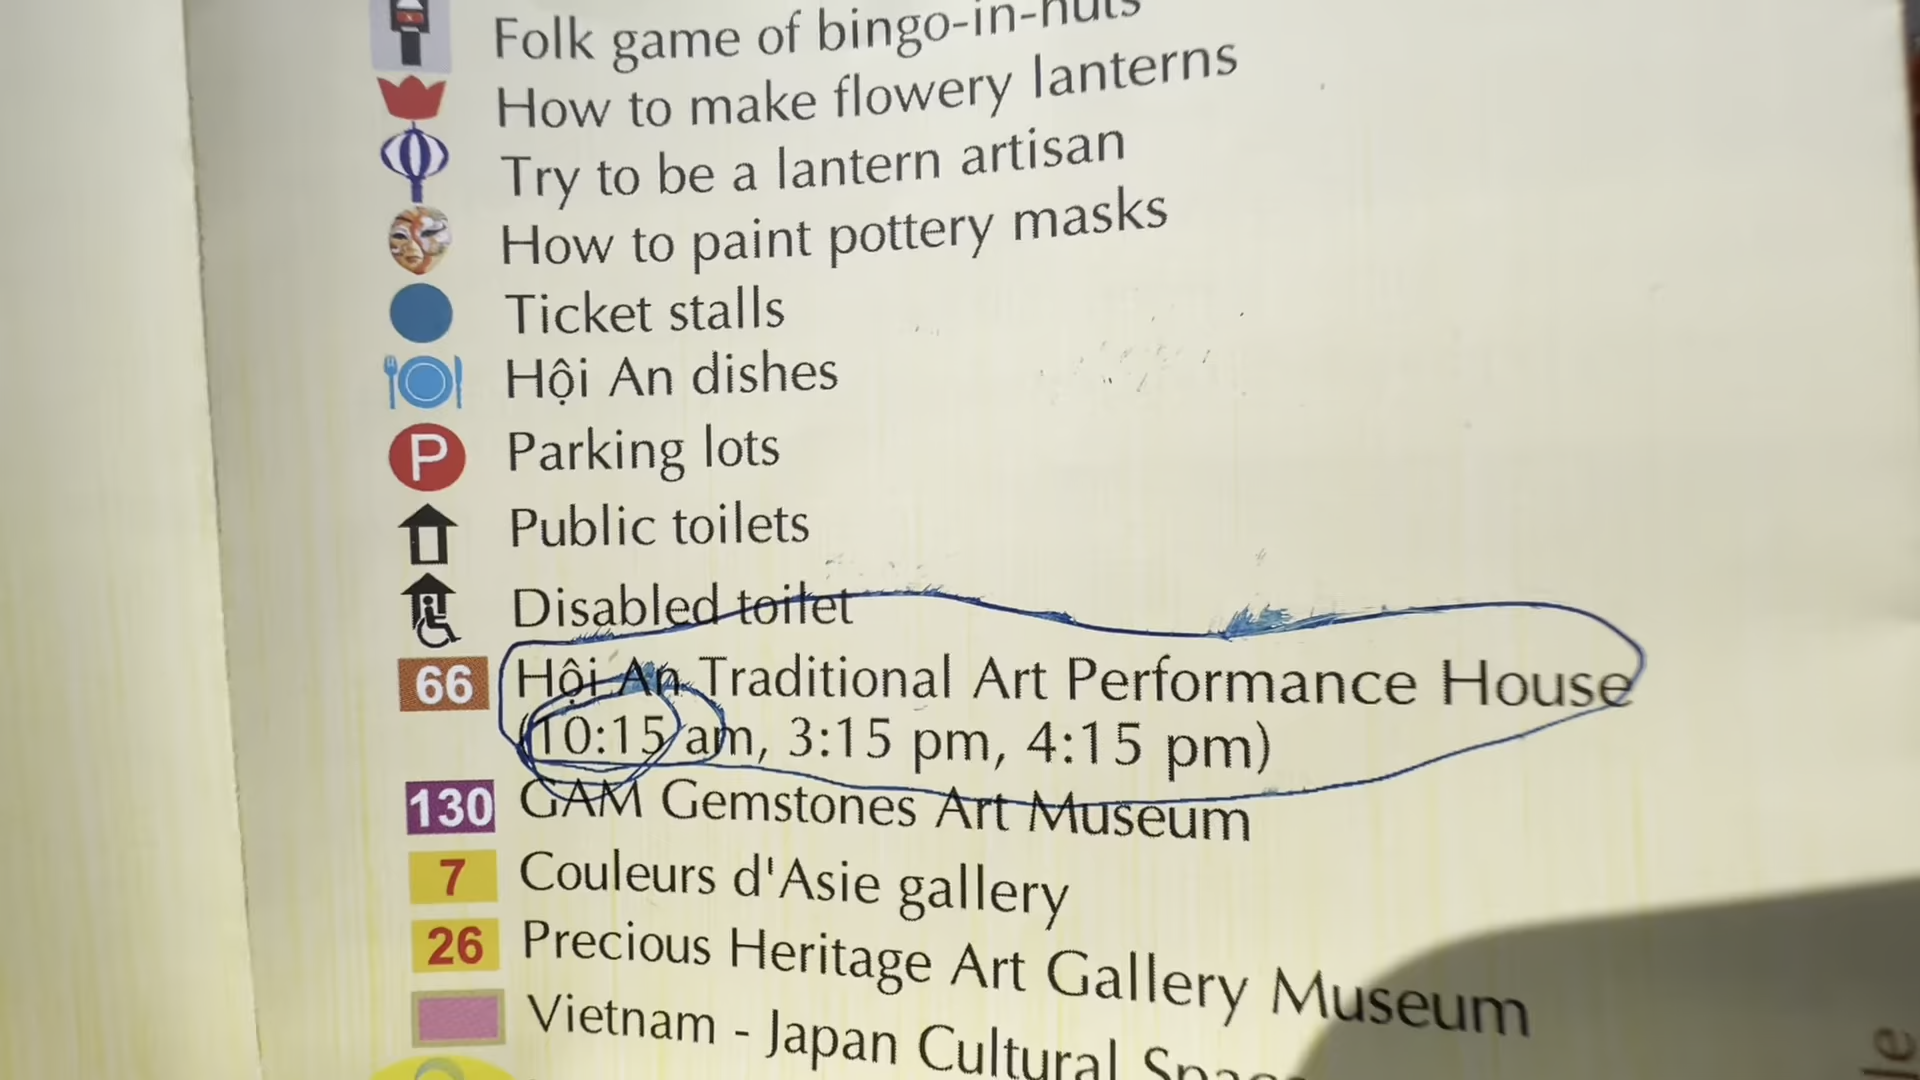 Folk game of bingo-in-huts
How to make flowery lanterns
Try to be a lantern artisan
How to paint pottery masks
Ticket stalls
Hội An dishes
P Parking lots
Public toilets
Disabled toilet
66 Hội An Traditional Art Performance House
(10:15 am, 3:15 pm, 4:15 pm)
130 GAM Gemstones Art Museum
7 Couleurs d'Asie gallery
26 Precious Heritage Art Gallery Museum
Vietnam - Japan Cultural